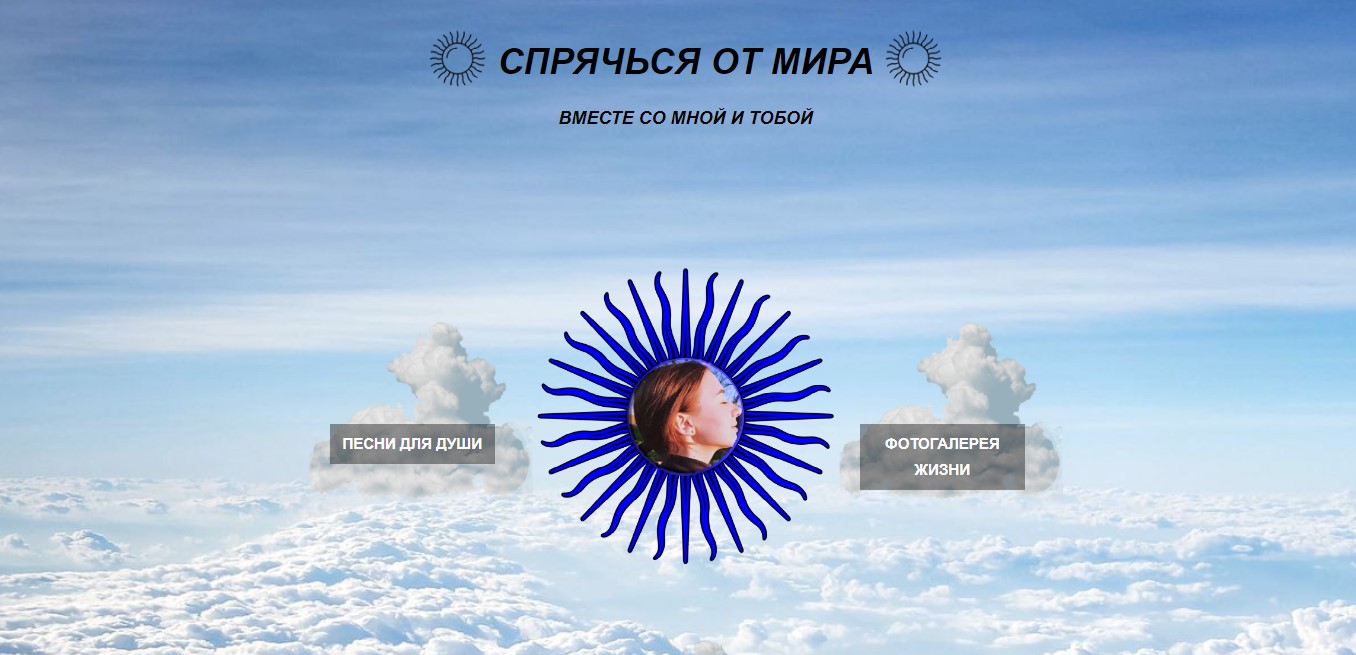 СПРЯЧЬСЯ ОТ МИРА
ВМЕСТЕ СО МНОЙ И ТОБОЙ
ПЕСНИ ДЛЯ ДУШИ
ФОТОГАЛЕРЕЯ
ЖИЗНИ